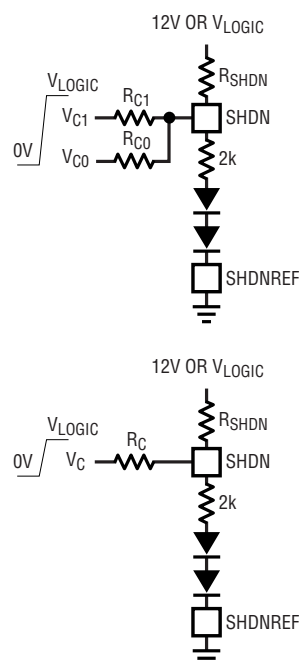 12V OR VLOGIC
RSHDN
VLOGIC
RC1
VC1
SHDN
RC0
0V
VC0
2k
SHDNREF
12V OR VLOGIC
RSHDN
VLOGIC
RC
0V
VC
SHDN
2k
SHDNREF